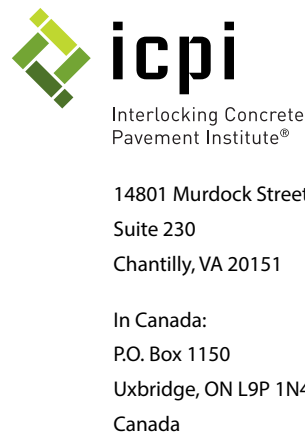 icpi
Interlocking Concrete
Pavement Institute®
14801 Murdock Street
Suite 230
Chantilly, VA 20151
In Canada:
P.O. Box 1150
Uxbridge, ON L9P 1N4
Canada